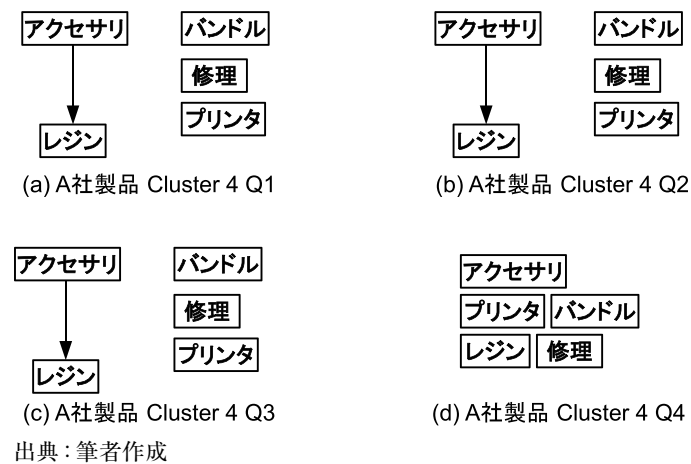 アクセサリ バンドル
修理
プリンタ
レジン
(a) A社製品 Cluster 4 Q1
アクセサリ バンドル
修理
プリンタ
レジン
(b) A社製品 Cluster 4 Q2
アクセサリ バンドル
修理
プリンタ
レジン
(c) A社製品 Cluster 4 Q3
アクセサリ
プリンタ バンドル
レジン 修理
(d) A社製品 Cluster 4 Q4
出典：筆者作成